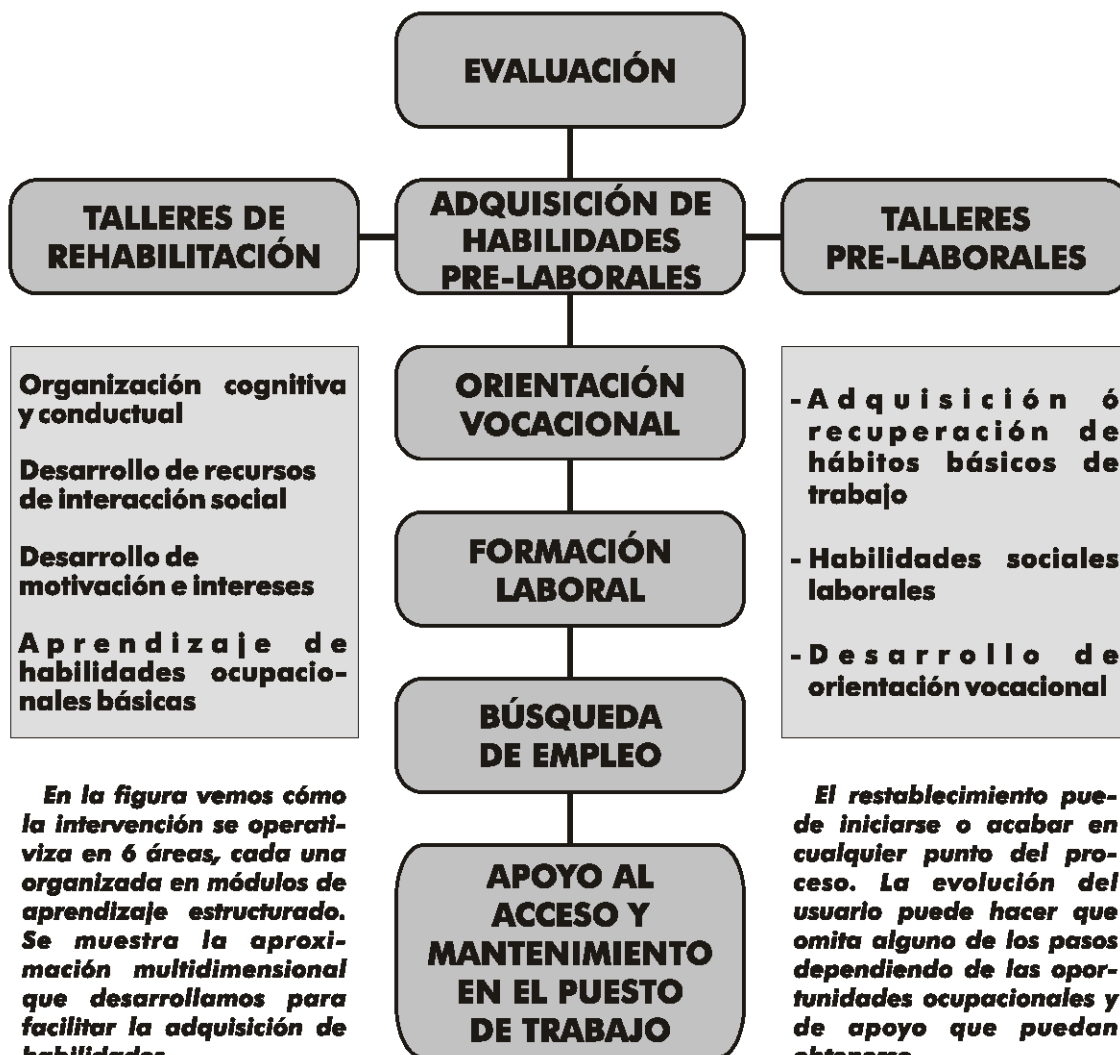 EVALUACIÓN
TALLERES DE
REHABILITACIÓN
ADQUISICIÓN DE
HABILIDADES
PRE-LABORALES
TALLERES
PRE-LABORALES
Organización cognitiva
y conductual
Desarrollo de recursos
de interacción social
Desarrollo de
motivación e intereses
Aprendizaje de
habilidades ocupacio-
nales básicas
ORIENTACIÓN
VOCACIONAL
FORMACIÓN
LABORAL
BÚSQUEDA
DE EMPLEO
APOYO AL
ACCESO Y
MANTENIMIENTO
EN EL PUESTO
DE TRABAJO
-Adquisición ó
recuperación de
hábitos básicos de
trabajo
- Habilidades sociales
laborales
-Desarrollo de
orientación vocacional
En la figura vemos cómo
la intervención se operati-
viza en 6 áreas, cada una
organizada en módulos de
aprendizaje estructurado.
Se muestra la aproxi-
mación multidimensional
que desarrollamos para
facilitar la adquisición de
habilidades
El restablecimiento pue-
de iniciarse o acabar en
cualquier punto del pro-
ceso. La evolución del
usuario puede hacer que
omita alguno de los pasos
dependiendo de las opor-
tunidades ocupacionales y
de apoyo que puedan
obtenerse